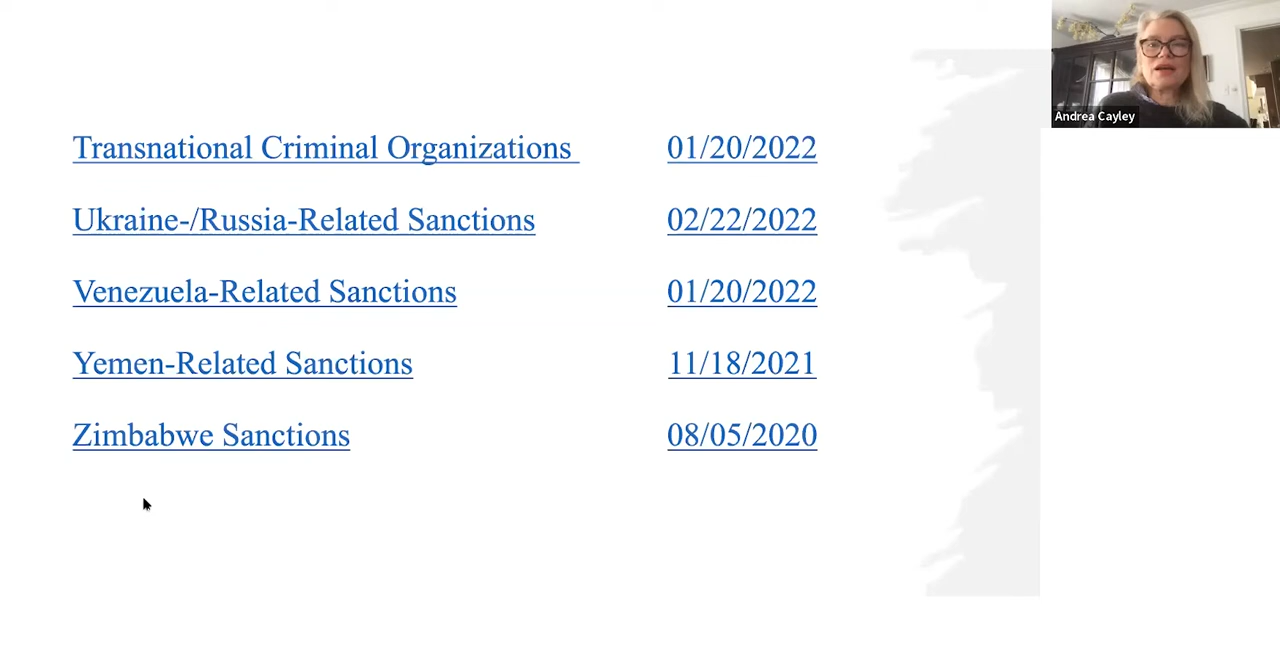 Transnational Criminal Organizations 01/20/2022
Ukraine-/Russia-Related Sanctions 02/22/2022
Venezuela-Related Sanctions 01/20/2022
Yemen-Related Sanctions 11/18/2021
Zimbabwe Sanctions 08/05/2020
Andrea Cayley